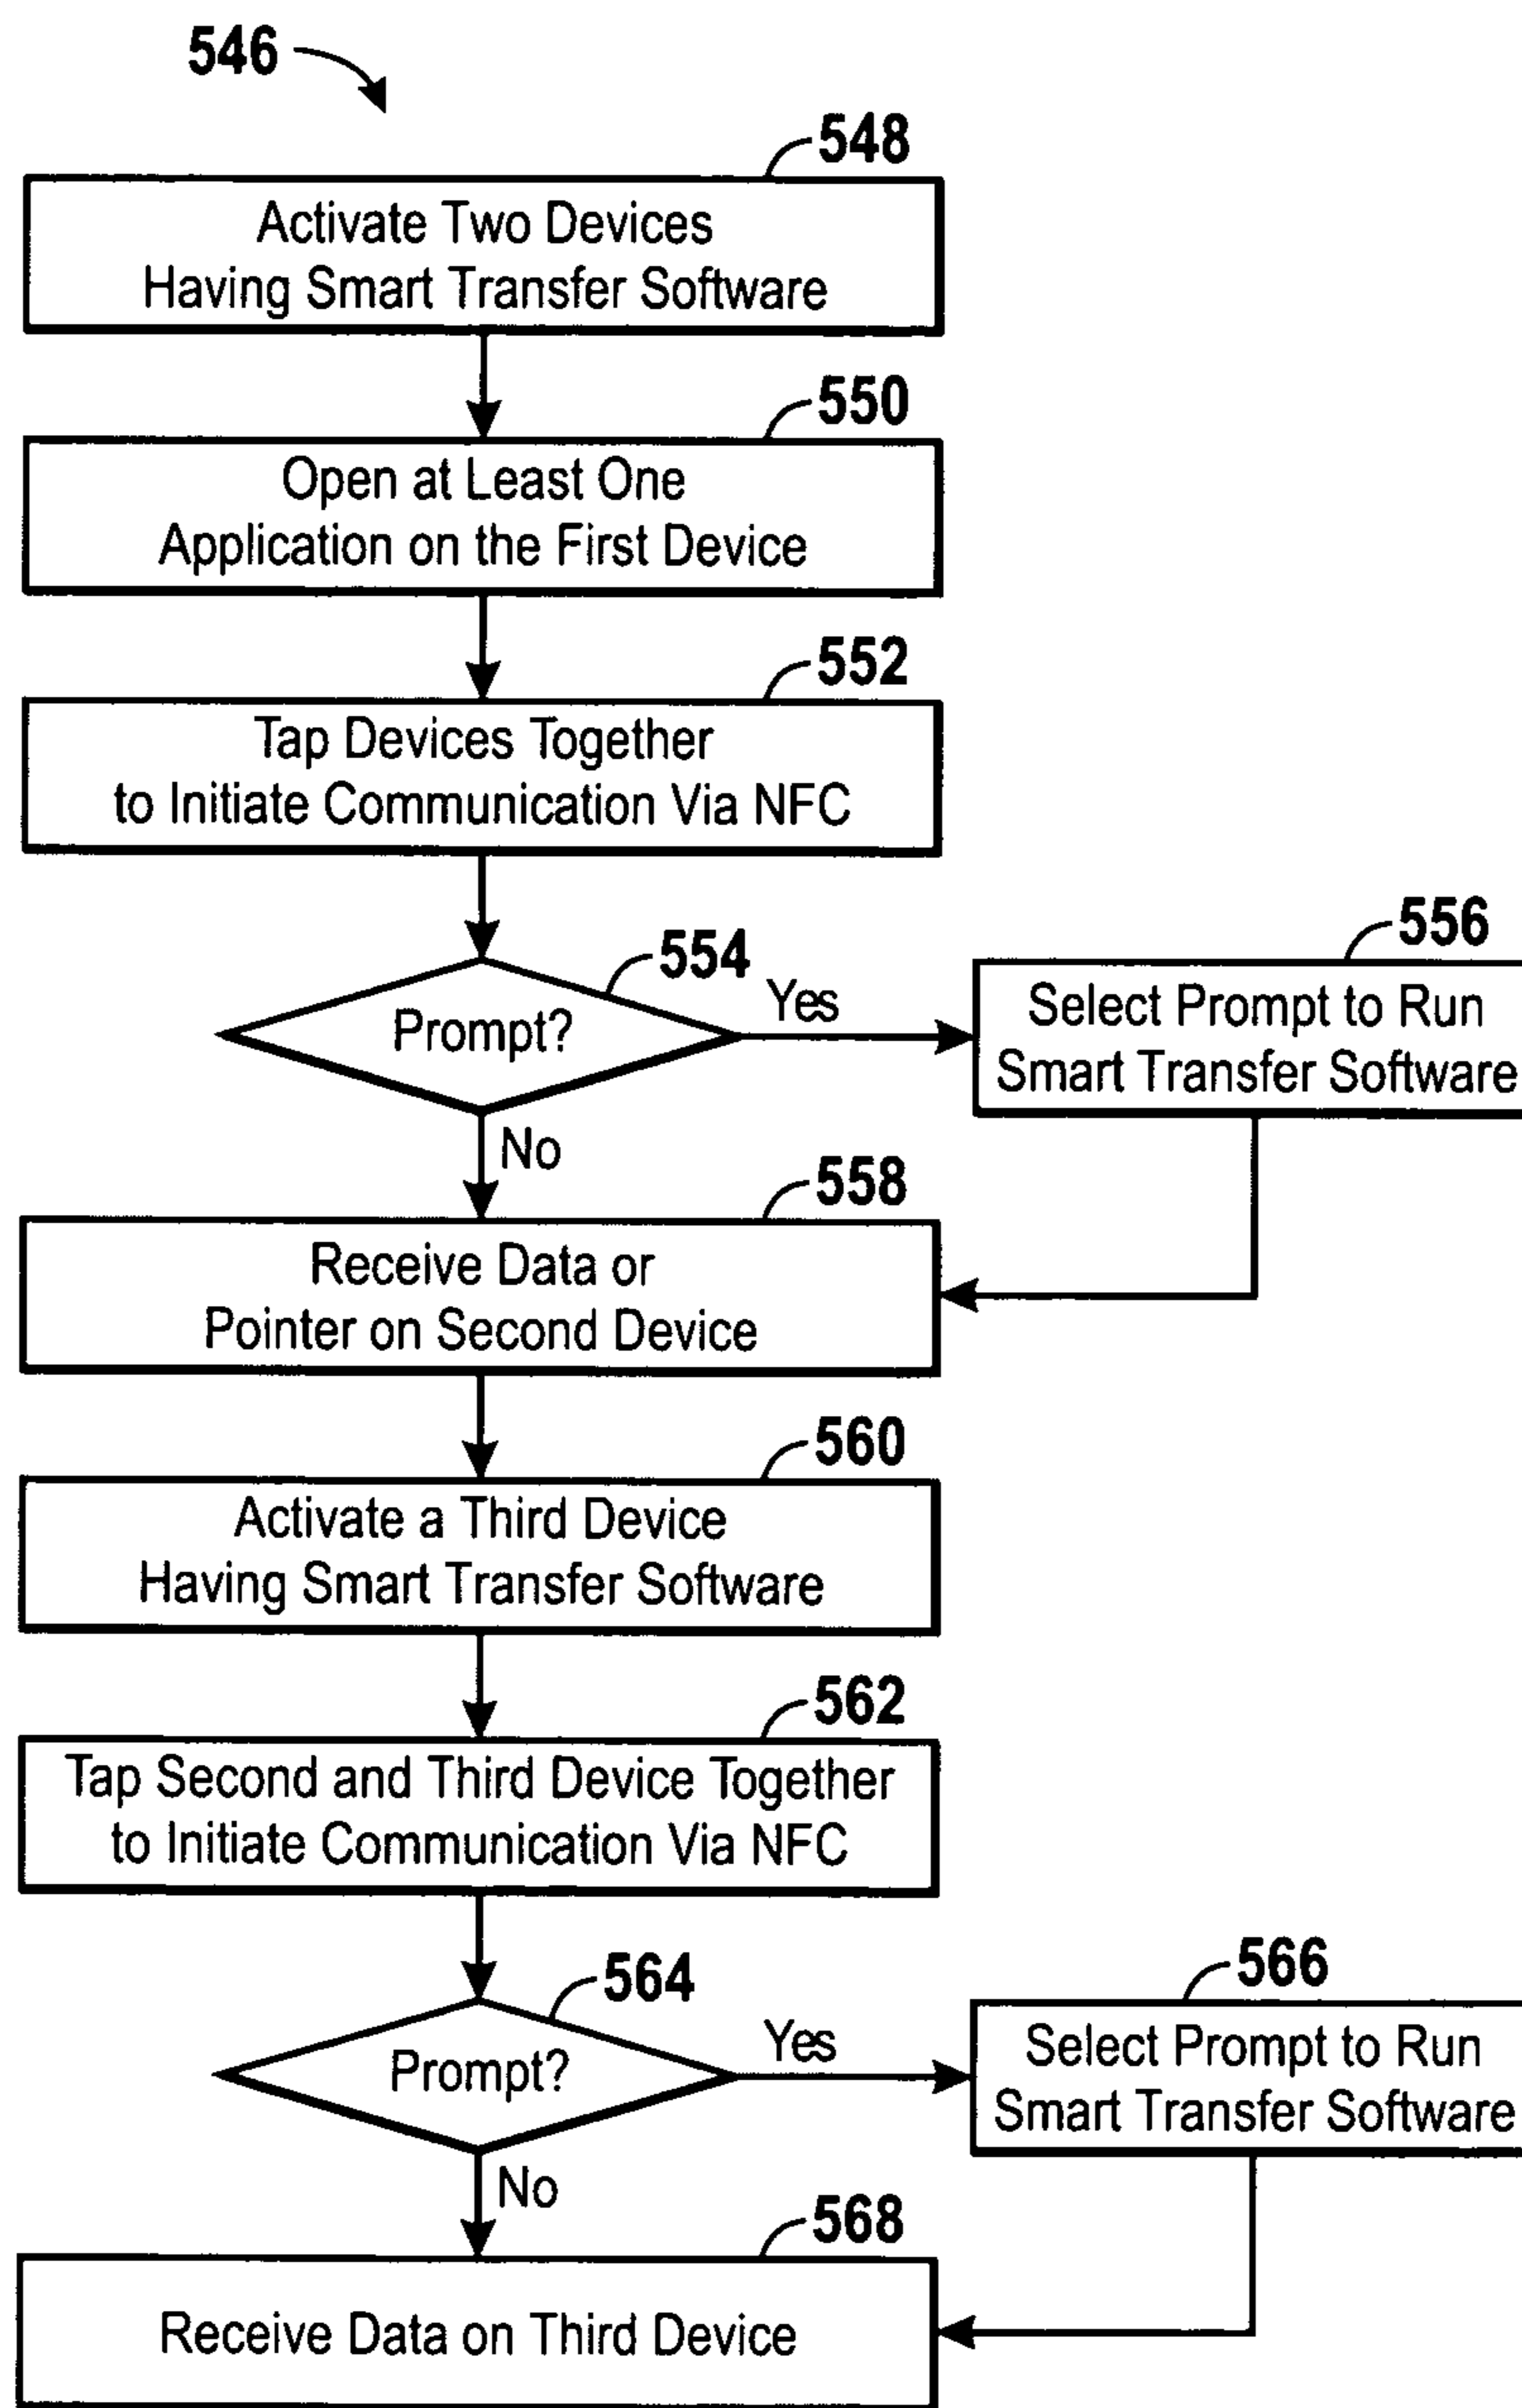 546
548
Activate Two Devices
Having Smart Transfer Software
550
Open at Least One
Application on the First Device
552
Tap Devices Together
to Initiate Communication Via NFC
554
Prompt?
Yes
556
Select Prompt to Run
Smart Transfer Software
No
558
Receive Data or
Pointer on Second Device
560
Activate a Third Device
Having Smart Transfer Software
562
Tap Second and Third Device Together
to Initiate Communication Via NFC
564
Prompt?
Yes
566
Select Prompt to Run
Smart Transfer Software
No
568
Receive Data on Third Device